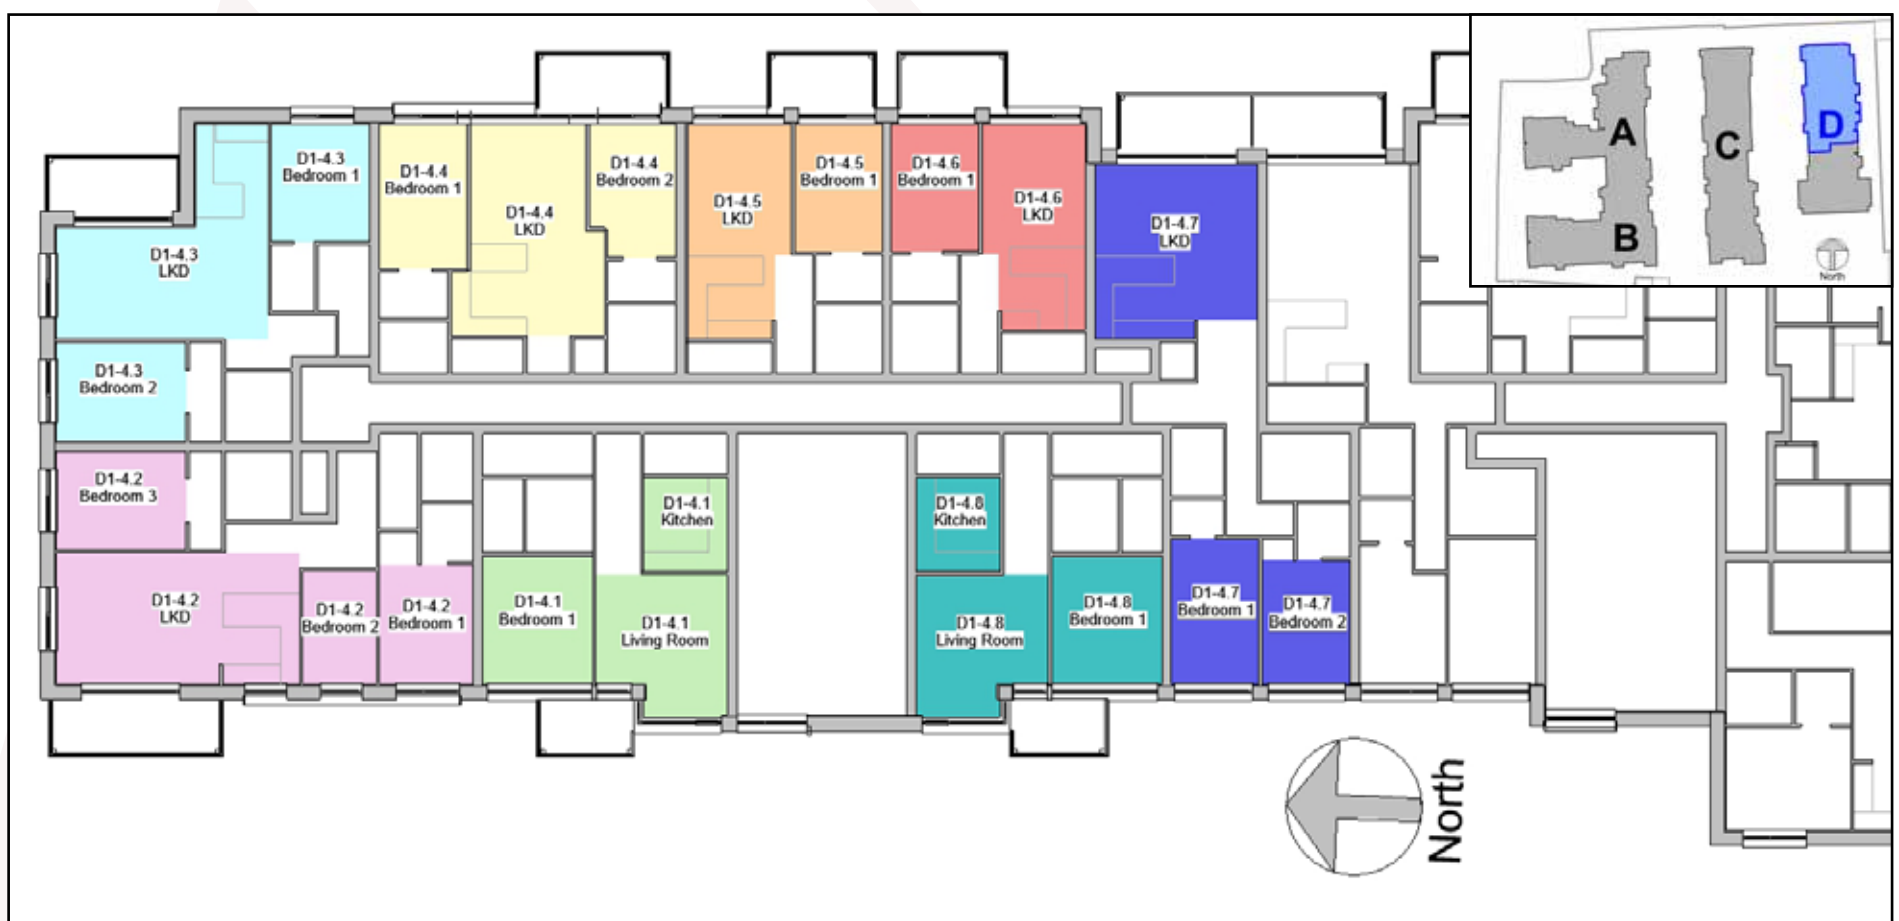 D1-4.3
Bedroom 1
D1-4.4
Bedroom 1
D1-4.4
LKD
D1-4.4
Bedroom 2
D1-4.5
LKD
D1-4.5
Bedroom 1
D1-4.6
Bedroom 1
D1-4.6
LKD
D1-4.7
LKD
D1-4.3
LKD
D1-4.3
Bedroom 2
D1-4.2
Bedroom 3
D1-4.2
LKD
D1-4.2
Bedroom 2
D1-4.2
Bedroom 1
D1-4.1
Bedroom 1
D1-4.1
Kitchen
D1-4.1
Living Room
D1-4.8
Kitchen
D1-4.8
Living Room
D1-4.8
Bedroom 1
D1-4.7
Bedroom 1
D1-4.7
Bedroom 2
North
A
B
C
D
North